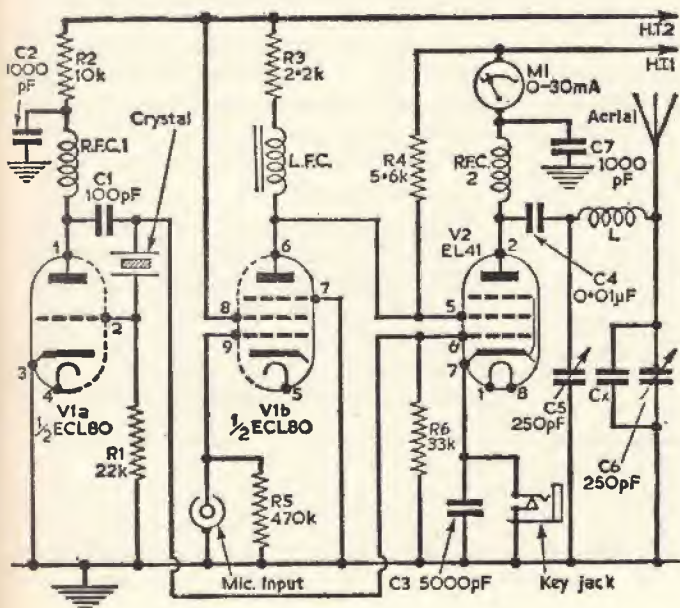 H.T.2
H.T.1
C2
1000
pF
R2
10k
R3
2·2k
M1
0-30mA
Aerial
Crystal
R.F.C.1
L.F.C.
R4
5·6k
R.F.C.
2
C7
1000
pF
C1
100pF
V2
EL41
L
C4
0·01µF
1
6
2
7
8
9
5
6
7
2
3
4
5
1
8
V1a
½ECL80
V1b
½ECL80
R1
22k
R5
470k
R6
33k
C5
250pF
Cx
C6
250pF
Mic. Input
C3 5000pF
Key jack